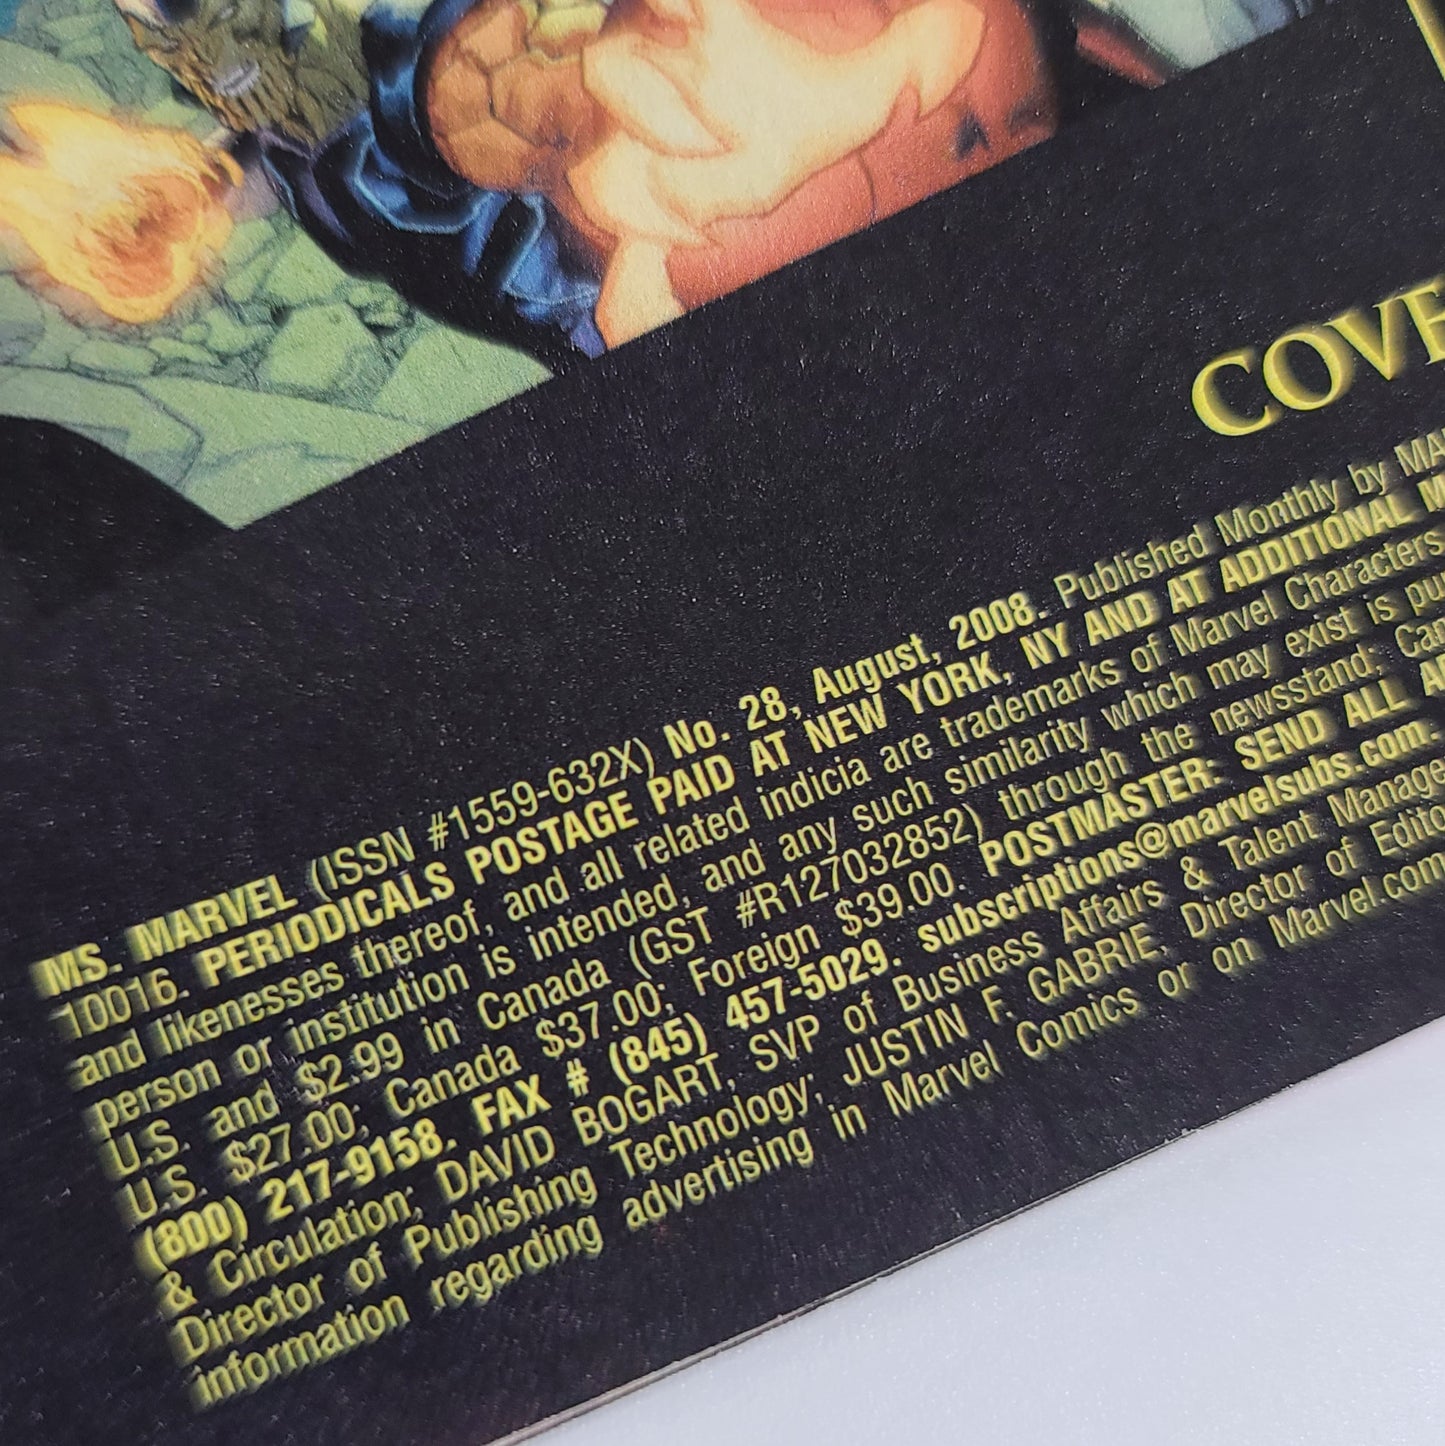 COVE
MS. MARVEL (ISSN #1559-632X) No. 28, August, 2008. Published Monthly by MA
10016. PERIODICALS POSTAGE PAID AT NEW YORK, NY AND AT ADDITIONAL M
and likenesses thereof, and all related indicia are trademarks of Marvel Characters
person or institution is intended, and any such similarity which may exist is pu
U.S. and $2.99 in Canada (GST #R127032852) through the newsstand; Can
U.S. $27.00; Canada $37.00; Foreign $39.00. POSTMASTER: SEND ALL AD
(800) 217-9158. FAX # (845) 457-5029. subscriptions@marvelsubs.com.
& Circulation; DAVID BOGART, SVP of Business Affairs & Talent Manage
Director of Publishing Technology; JUSTIN F. GABRIE, Director of Edito
information regarding advertising in Marvel Comics or on Marvel.com